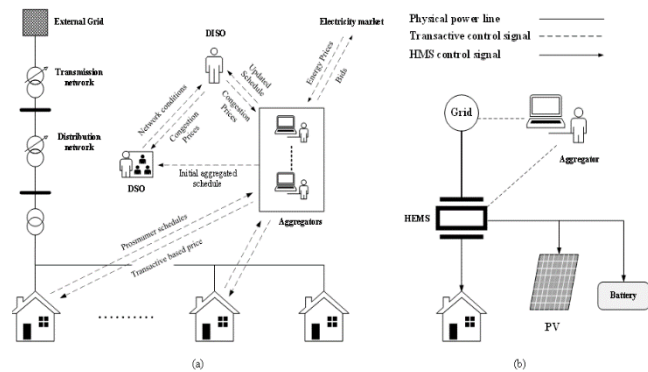 External Grid
Transmission
network
Distribution
network
DISO
Electricity market
Energy Prices
Bids
Updated
Schedule
Congestion
Prices
Network conditions
Congestion
Prices
DSO
Initial aggregated
schedule
Aggregators
Prosumer schedules
Transactive based price
(a)
Physical power line
Transactive control signal
HMS control signal
Grid
Aggregator
HEMS
PV
Battery
(b)